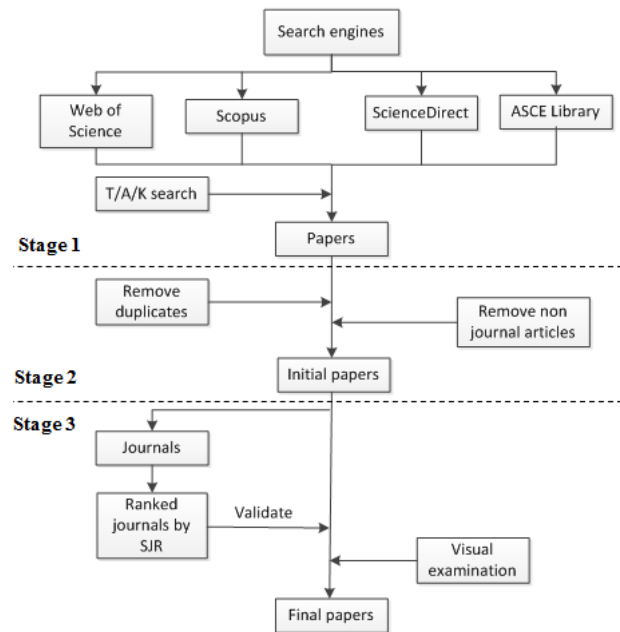 Search engines
Web of
Science
Scopus
ScienceDirect
ASCE Library
T/A/K search
Papers
Stage 1
Remove
duplicates
Remove non
journal articles
Initial papers
Stage 2
Stage 3
Journals
Ranked
journals by
SJR
Validate
Visual
examination
Final papers